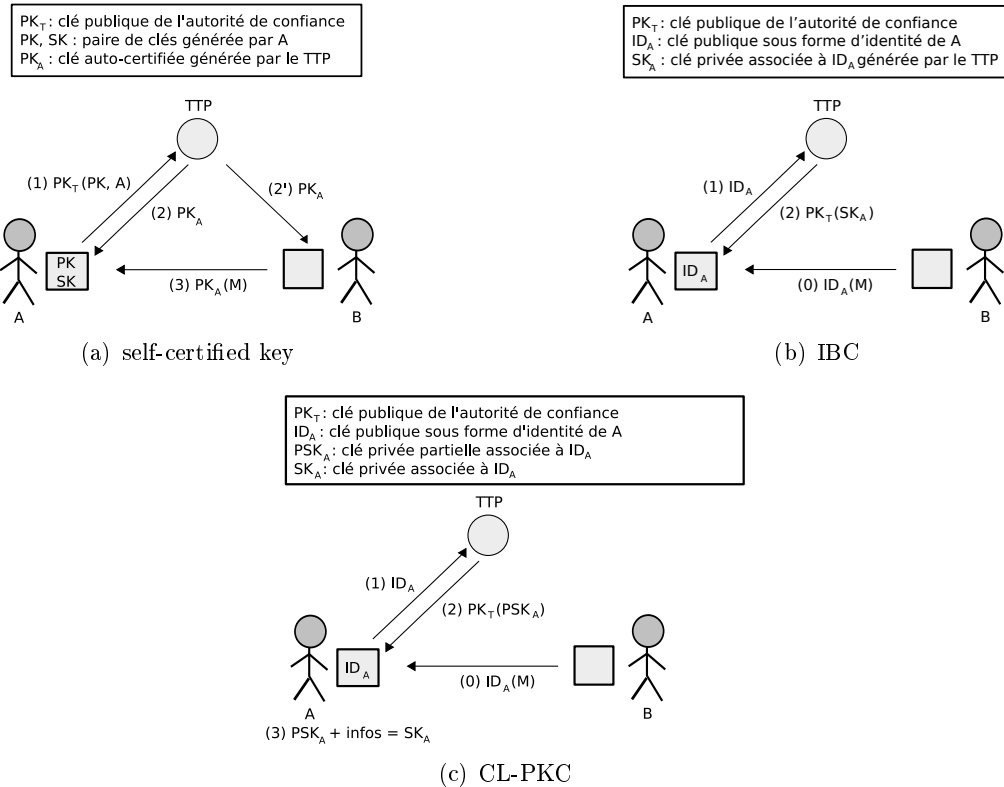 PK_T : clé publique de l'autorité de confiance
PK, SK : paire de clés générée par A
PK_A : clé auto-certifiée générée par le TTP
TTP
(1) PK_T(PK, A)
(2) PK_A
(2') PK_A
PK
SK
(3) PK_A(M)
A
B
(a) self-certified key
PK_T : clé publique de l'autorité de confiance
ID_A : clé publique sous forme d'identité de A
SK_A : clé privée associée à ID_A générée par le TTP
TTP
(1) ID_A
(2) PK_T(SK_A)
ID_A
(0) ID_A(M)
A
B
(b) IBC
PK_T : clé publique de l'autorité de confiance
ID_A : clé publique sous forme d'identité de A
PSK_A : clé privée partielle associée à ID_A
SK_A : clé privée associée à ID_A
TTP
(1) ID_A
(2) PK_T(PSK_A)
ID_A
(0) ID_A(M)
A
B
(3) PSK_A + infos = SK_A
(c) CL-PKC